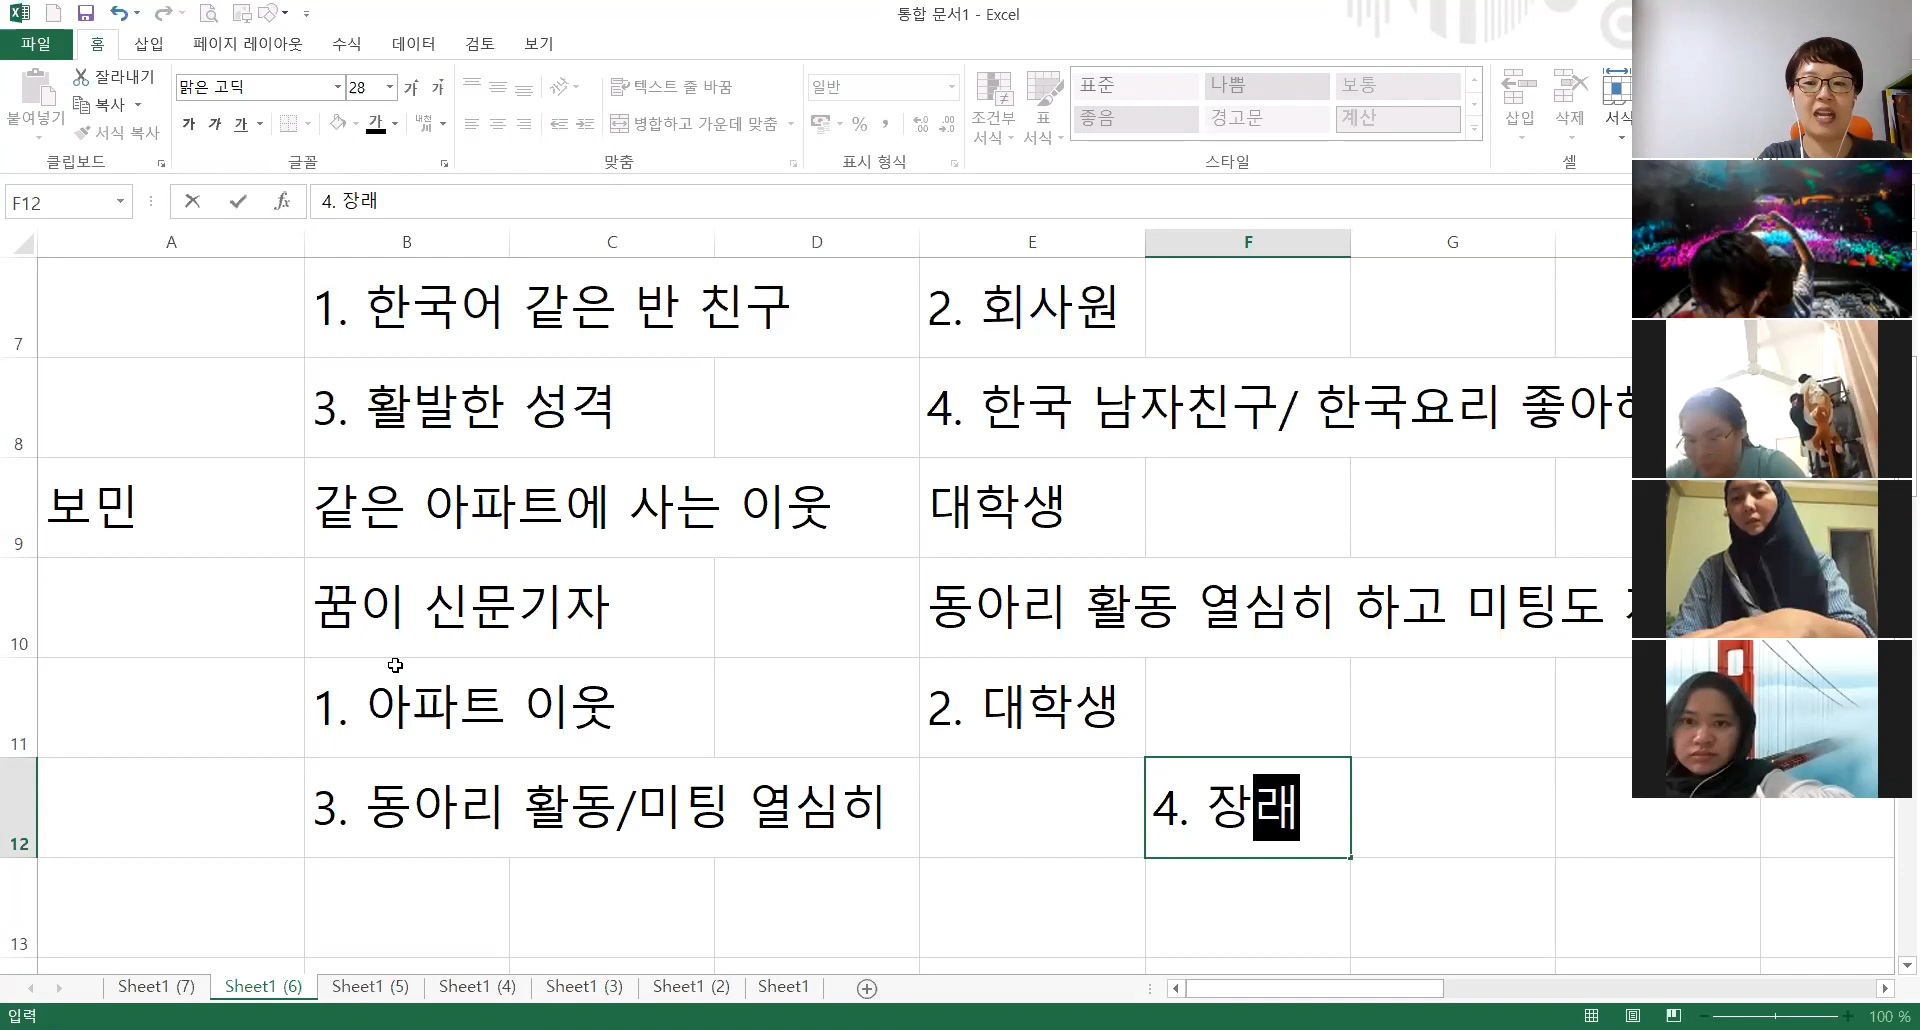 통합 문서1 - Excel
파일 홈 삽입 페이지 레이아웃 수식 데이터 검토 보기
붙여넣기 잘라내기 복사 서식 복사
클립보드
맑은 고딕 28 가 가
가 가 가 가 내천
글꼴
텍스트 줄 바꿈
병합하고 가운데 맞춤
맞춤
일반
% ,
표시 형식
조건부 서식 표 서식
표준 나쁨 보통
좋음 경고문 계산
스타일
삽입 삭제 서식
셀
F12 fx 4. 장래
A B C D E F G
7 1. 한국어 같은 반 친구 2. 회사원
8 3. 활발한 성격 4. 한국 남자친구/ 한국요리 좋아
9 보민 같은 아파트에 사는 이웃 대학생
10 꿈이 신문기자 동아리 활동 열심히 하고 미팅도
11 1. 아파트 이웃 2. 대학생
12 3. 동아리 활동/미팅 열심히 4. 장래
13
Sheet1 (7) Sheet1 (6) Sheet1 (5) Sheet1 (4) Sheet1 (3) Sheet1 (2) Sheet1
입력 100 %